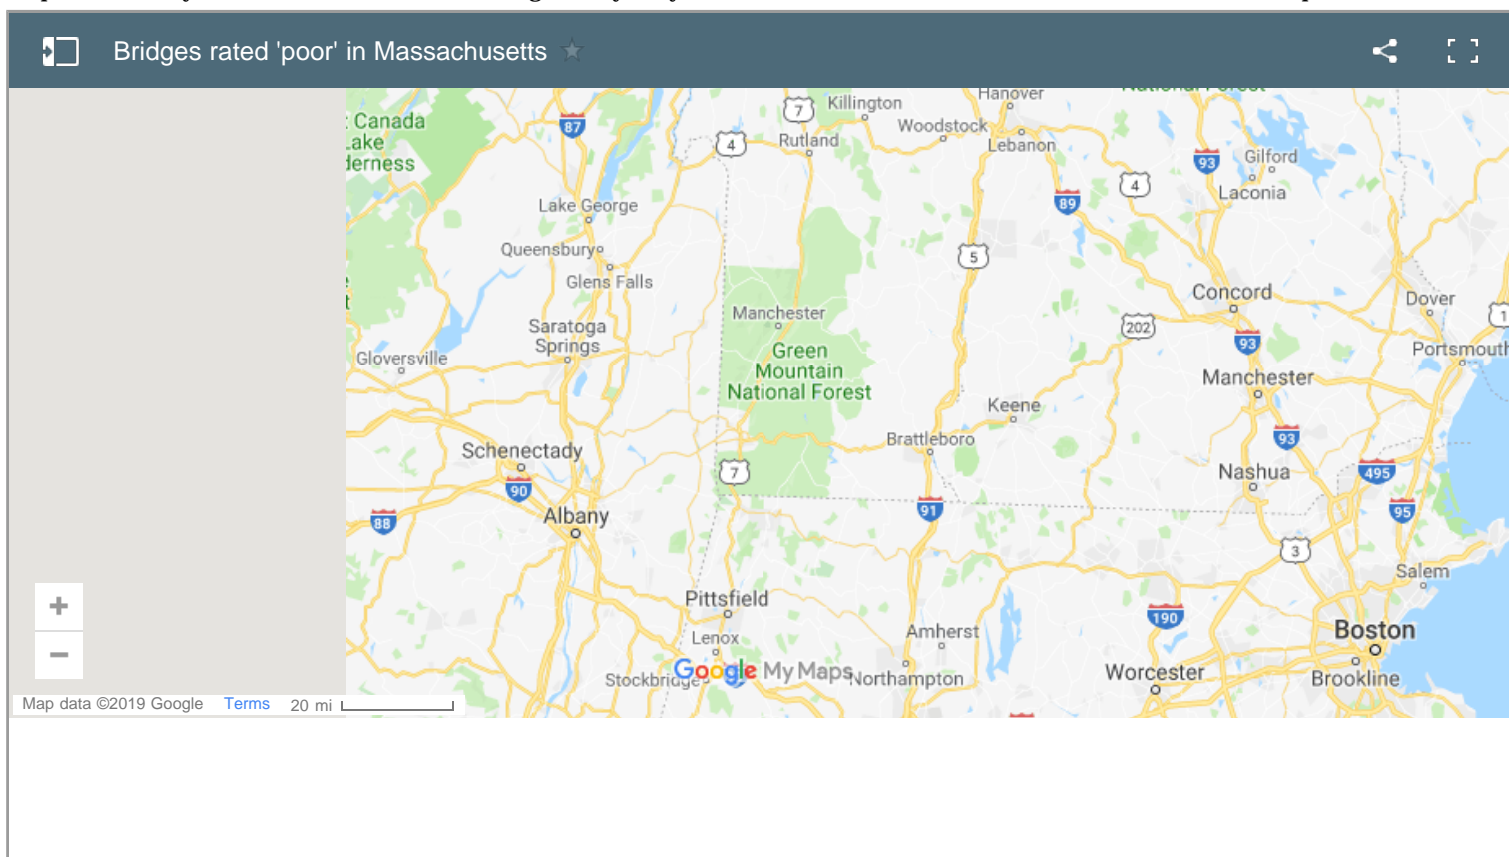 Bridges rated 'poor' in Massachusetts
Canada
Lake
derness
87
7
Killington
Hanover
Woodstock
Rutland
4
Lebanon
93
Gilford
4
Laconia
89
Lake George
Queensbury
5
Glens Falls
Concord
Dover
Manchester
202
1
Saratoga
Springs
93
Portsmouth
Gloversville
Green
Mountain
National Forest
Manchester
Keene
Schenectady
Brattleboro
93
7
Nashua
495
90
91
95
88
Albany
3
Salem
Pittsfield
190
Lenox
Amherst
Boston
Stockbridge
Google My Maps
Northampton
Worcester
Brookline
Map data ©2019 Google
Terms
20 mi